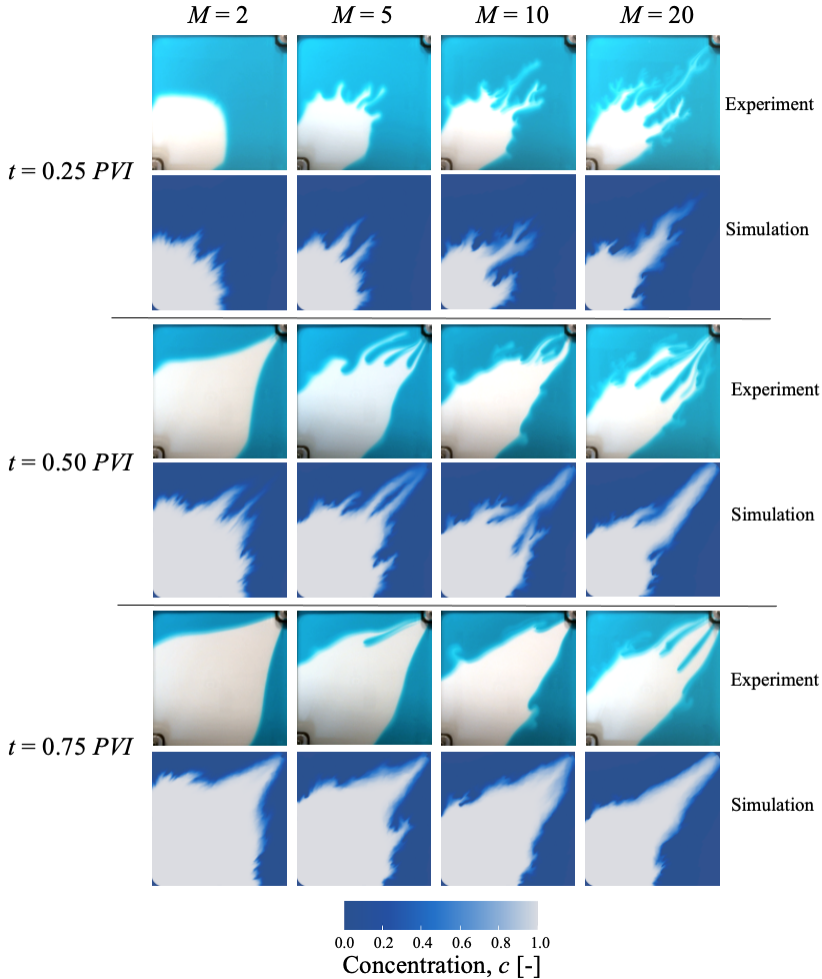 M = 2 M = 5 M = 10 M = 20
Experiment
t = 0.25 PVI
Simulation
Experiment
t = 0.50 PVI
Simulation
Experiment
t = 0.75 PVI
Simulation
0.0 0.2 0.4 0.6 0.8 1.0
Concentration, c [-]